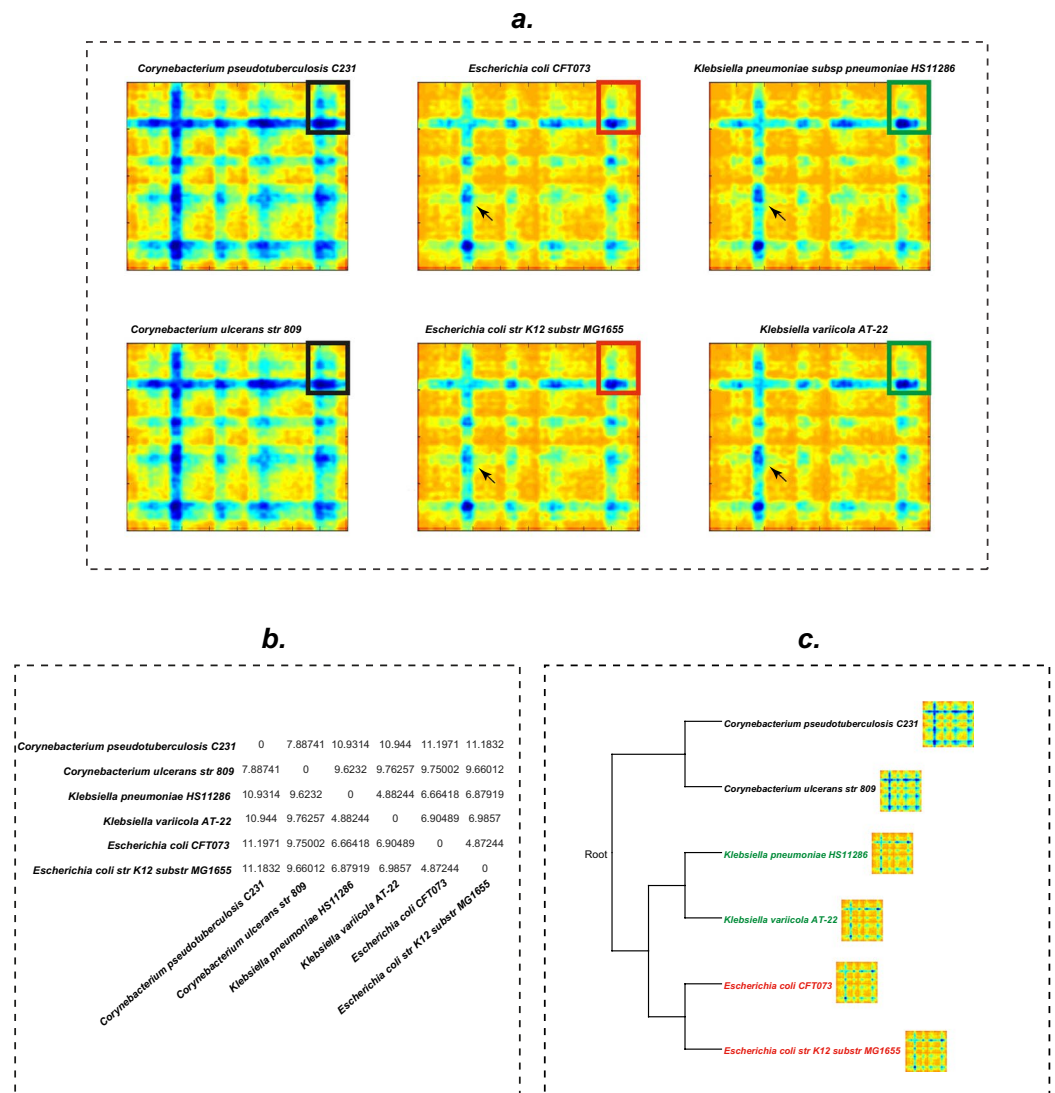 a.
Corynebacterium pseudotuberculosis C231
Escherichia coli CFT073
Klebsiella pneumoniae subsp pneumoniae HS11286
Corynebacterium ulcerans str 809
Escherichia coli str K12 substr MG1655
Klebsiella variicola AT-22
b.
Corynebacterium pseudotuberculosis C231 0 7.88741 10.9314 10.944 11.1971 11.1832
Corynebacterium ulcerans str 809 7.88741 0 9.6232 9.76257 9.75002 9.66012
Klebsiella pneumoniae HS11286 10.9314 9.6232 0 4.88244 6.66418 6.87919
Klebsiella variicola AT-22 10.944 9.76257 4.88244 0 6.90489 6.9857
Escherichia coli CFT073 11.1971 9.75002 6.66418 6.90489 0 4.87244
Escherichia coli str K12 substr MG1655 11.1832 9.66012 6.87919 6.9857 4.87244 0
Corynebacterium pseudotuberculosis C231
Corynebacterium ulcerans str 809
Klebsiella pneumoniae HS11286
Klebsiella variicola AT-22
Escherichia coli CFT073
Escherichia coli str K12 substr MG1655
c.
Root
Corynebacterium pseudotuberculosis C231
Corynebacterium ulcerans str 809
Klebsiella pneumoniae HS11286
Klebsiella variicola AT-22
Escherichia coli CFT073
Escherichia coli str K12 substr MG1655